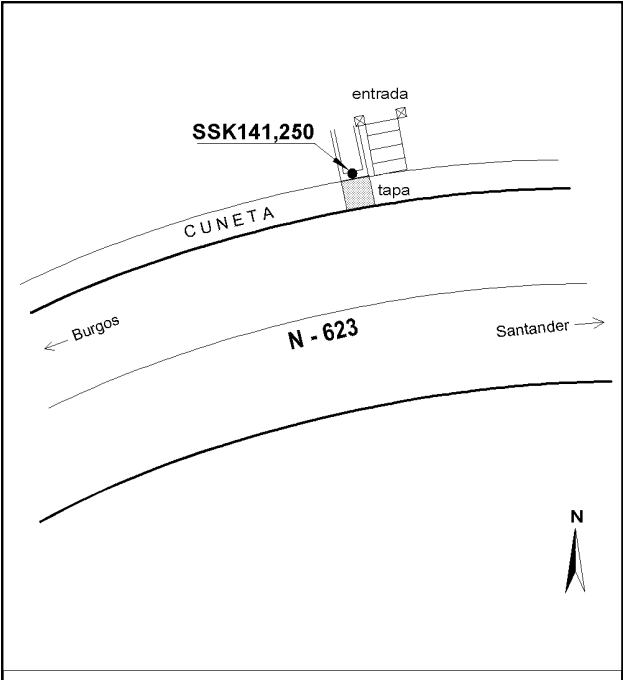 entrada
SSK141,250
tapa
CUNETA
Burgos
N - 623
Santander
N